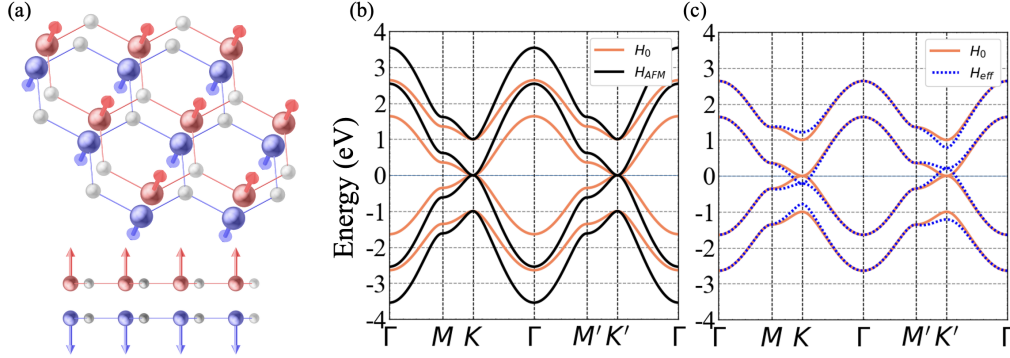 (a)
(b)
Energy (eV)
4
3
2
1
0
-1
-2
-3
-4
H0
HAFM
Γ M K Γ M′ K′ Γ
(c)
4
3
2
1
0
-1
-2
-3
-4
H0
Heff
Γ M K Γ M′ K′ Γ